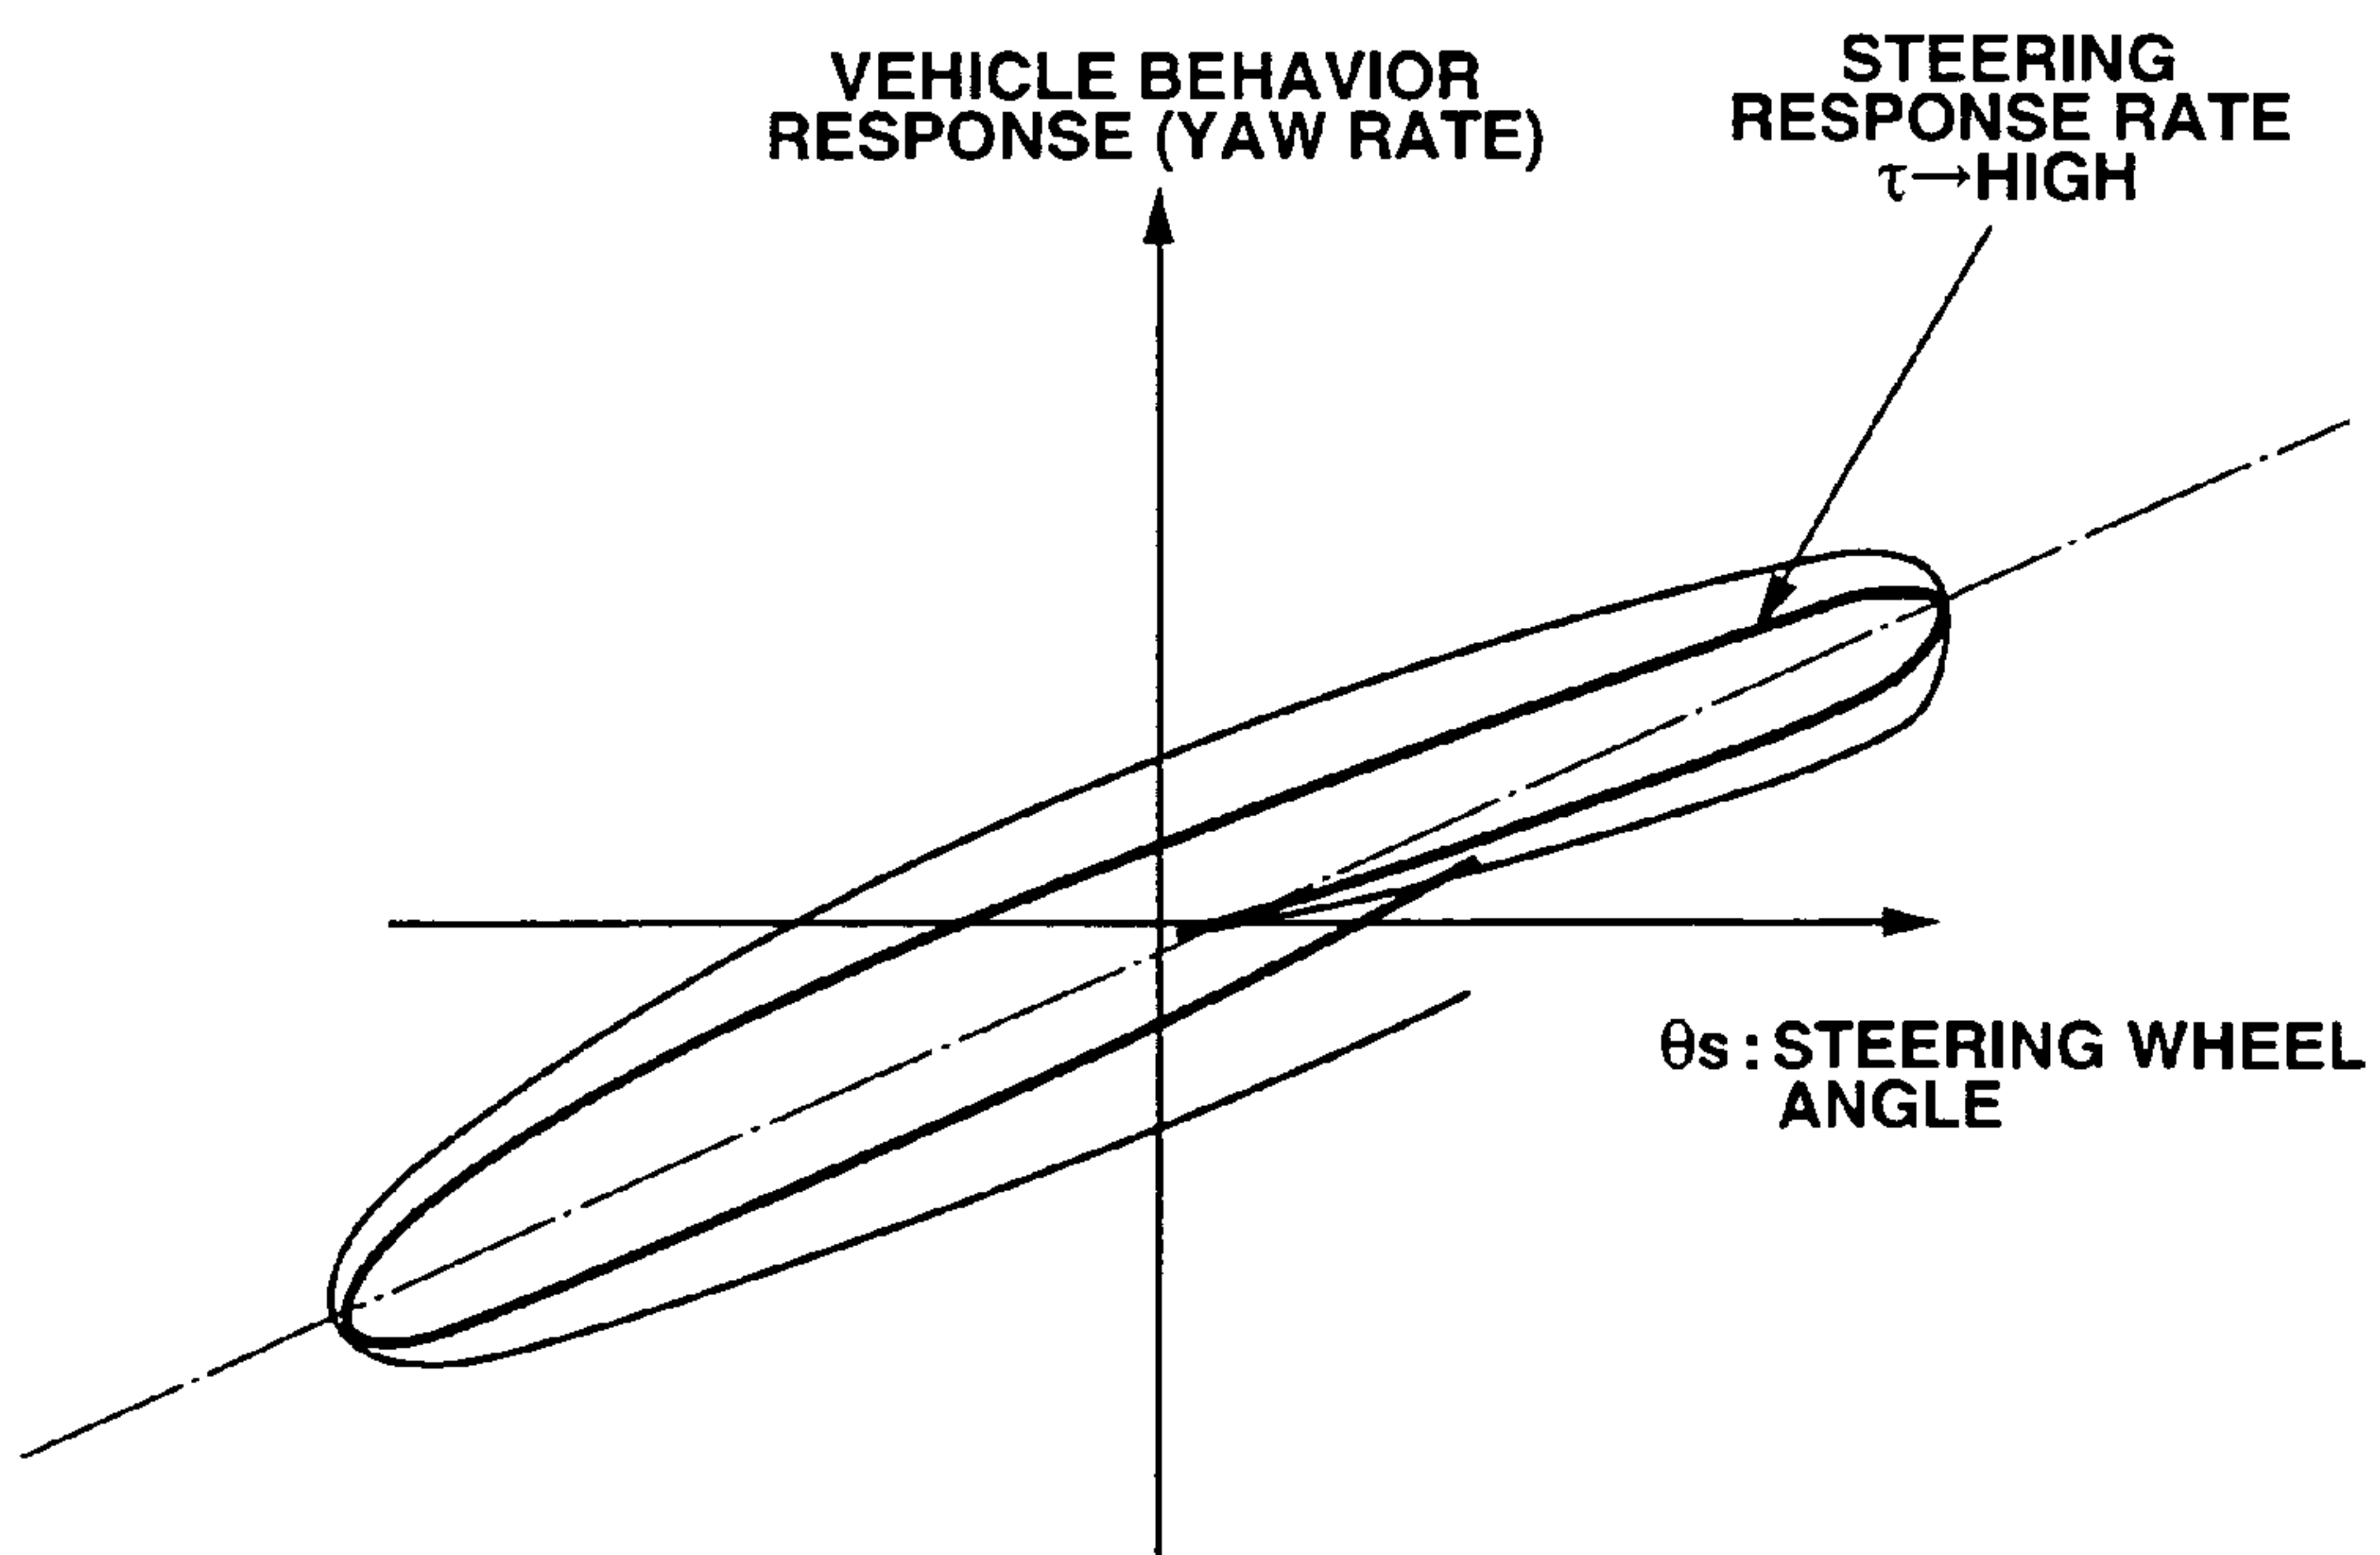 VEHICLE BEHAVIOR
RESPONSE (YAW RATE)
STEERING
RESPONSE RATE
τ→HIGH
θs : STEERING WHEEL
ANGLE